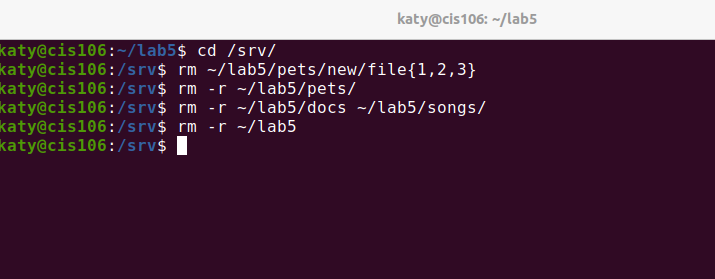 katy@cis106: ~/lab5
katy@cis106:~/lab5$ cd /srv/
katy@cis106:/srv$ rm ~/lab5/pets/new/file{1,2,3}
katy@cis106:/srv$ rm -r ~/lab5/pets/
katy@cis106:/srv$ rm -r ~/lab5/docs ~/lab5/songs/
katy@cis106:/srv$ rm -r ~/lab5
katy@cis106:/srv$